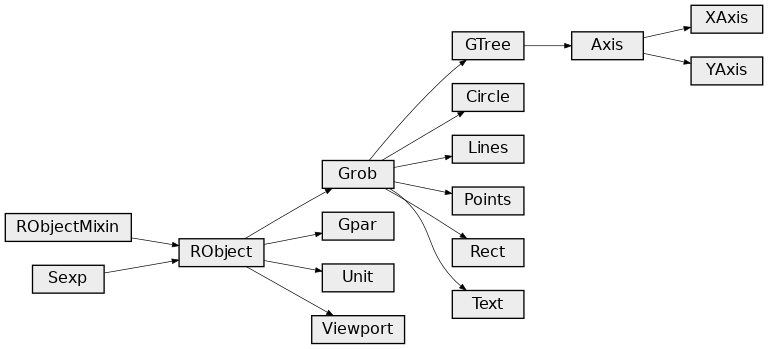 XAxis
GTree
Axis
YAxis
Circle
Lines
Grob
Points
RObjectMixin
Gpar
RObject
Rect
Sexp
Unit
Text
Viewport